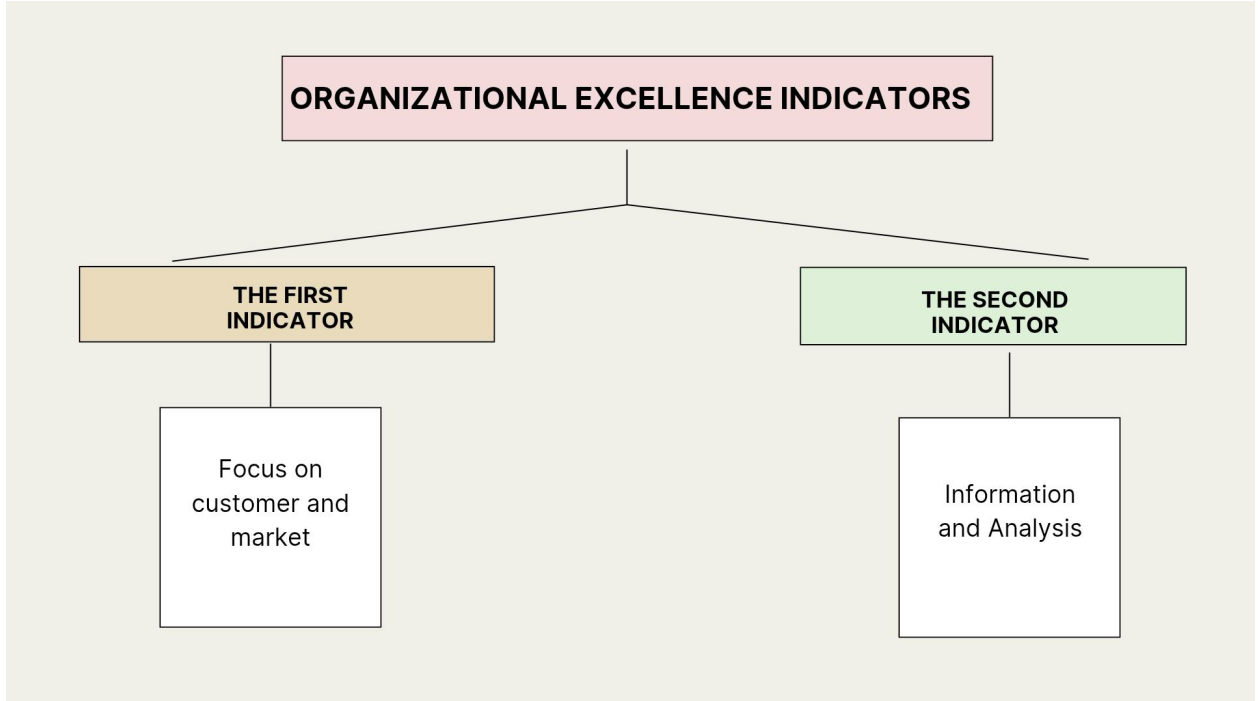 ORGANIZATIONAL EXCELLENCE INDICATORS
THE FIRST
INDICATOR
Focus on
customer and
market
THE SECOND
INDICATOR
Information
and Analysis